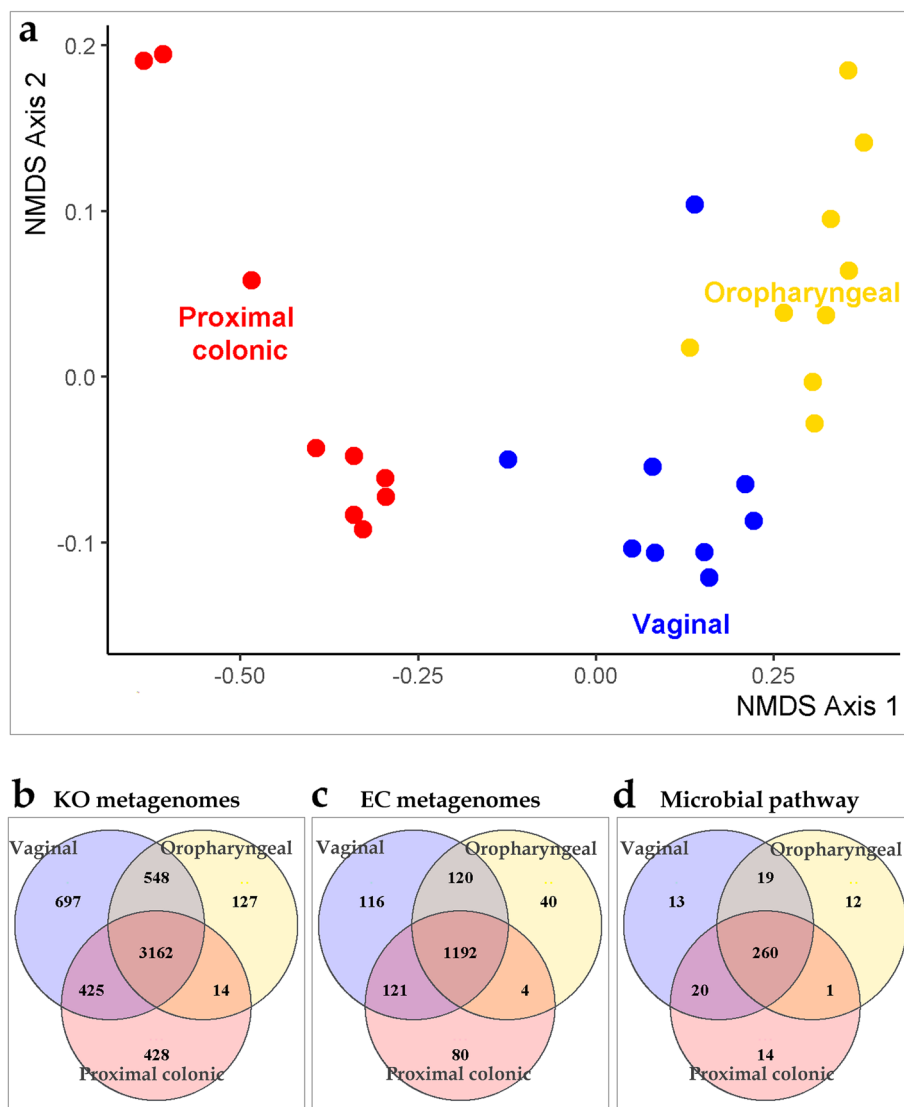 a
0.2
0.1
0.0
-0.1
NMDS Axis 2
Proximal
colonic
Oropharyngeal
Vaginal
-0.50 -0.25 0.00 0.25
NMDS Axis 1
b KO metagenomes
Vaginal Oropharyngeal
548
697 127
3162
425 14
428
Proximal colonic
c EC metagenomes
Vaginal Oropharyngeal
120
116 40
1192
121 4
80
Proximal colonic
d Microbial pathway
Vaginal Oropharyngeal
19
13 12
260
20 1
14
Proximal colonic